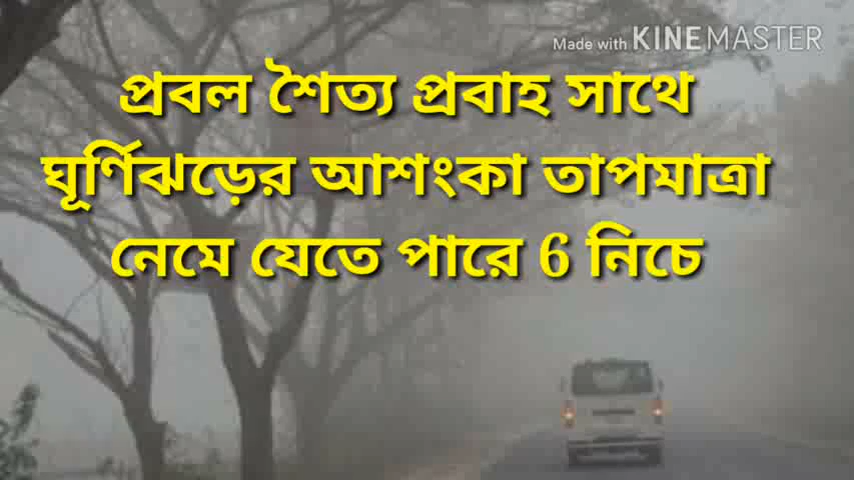 Made with KINEMASTER
প্রবল শৈত্য প্রবাহ সাথে
ঘূর্ণিঝড়ের আশংকা তাপমাত্রা
নেমে যেতে পারে 6 নিচে